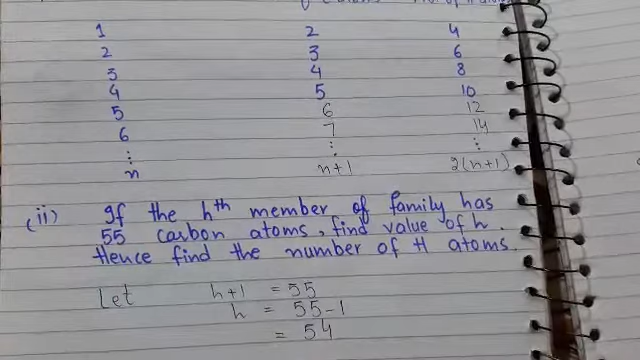 1 2 4
2 3 6
3 4 8
4 5 10
5 6 12
6 7 14
⋮ ⋮ ⋮
n n+1 2(n+1)
(ii) If the hth member of family has
55 carbon atoms, find value of h.
Hence find the number of H atoms.
Let h+1 = 55
h = 55-1
= 54